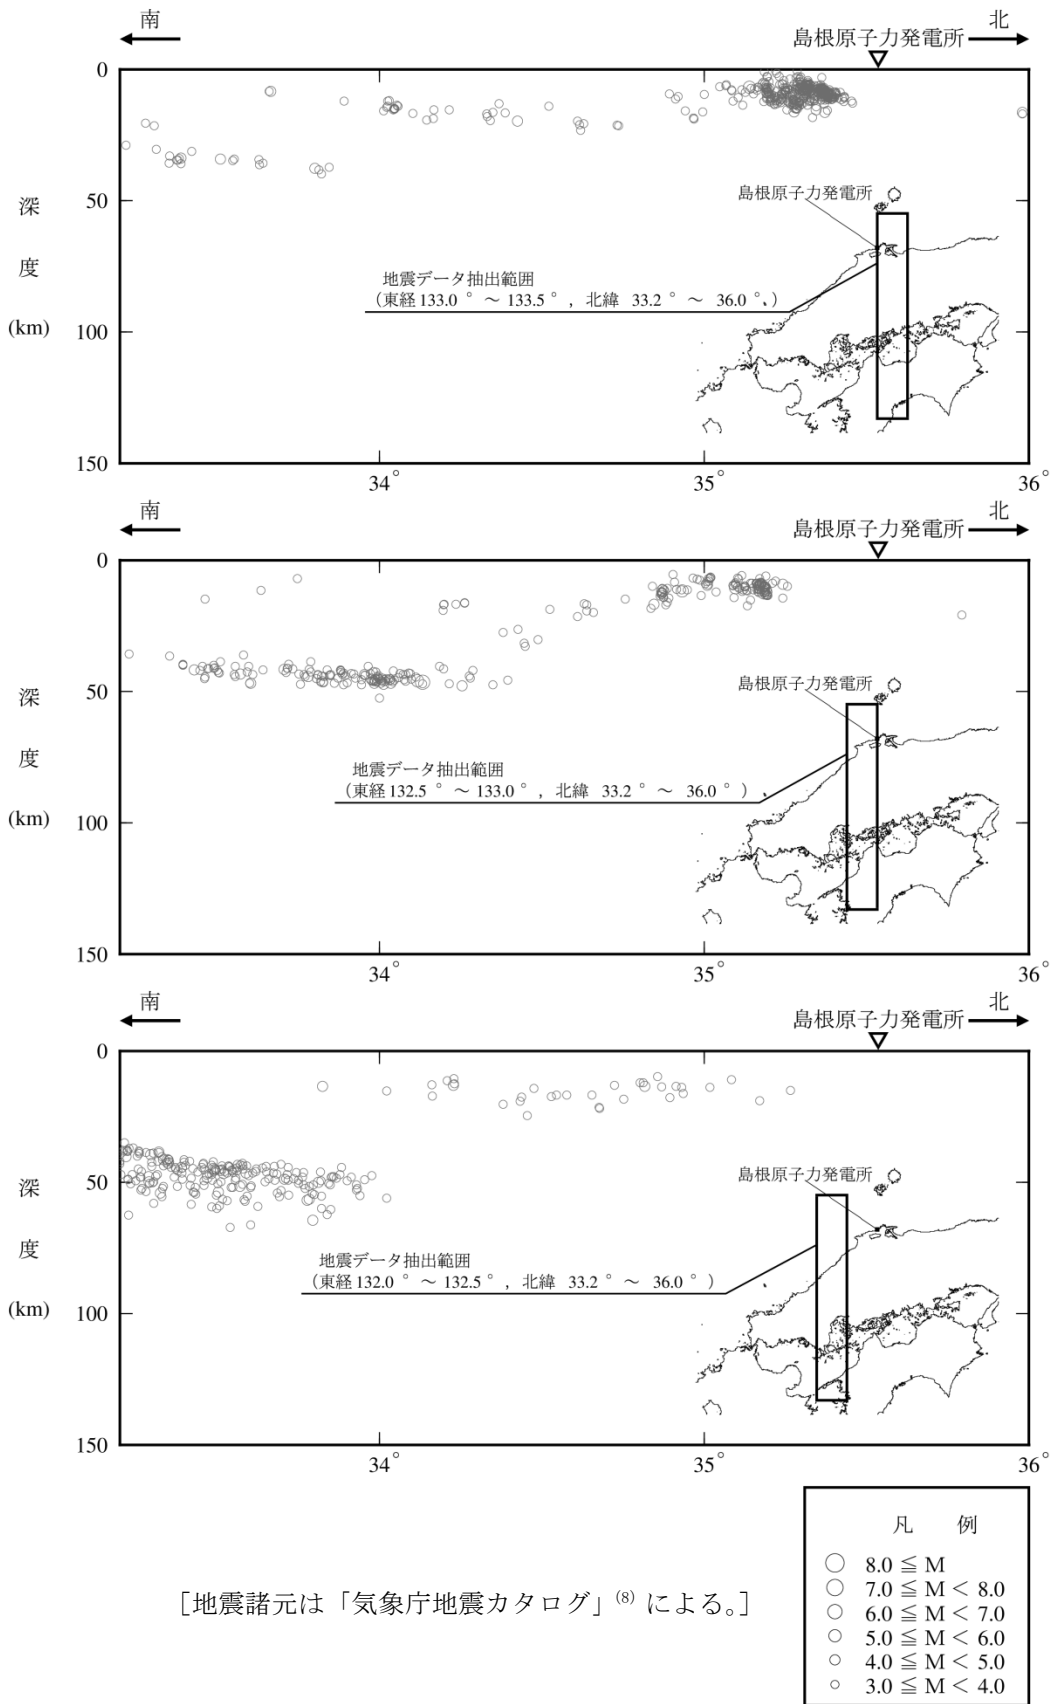 南
北
島根原子力発電所
0
50
深
度
(km)
100
150
島根原子力発電所
地震データ抽出範囲
(東経 133.0 ° ~ 133.5 ° , 北緯 33.2 ° ~ 36.0 ° )
34°
35°
36°
南
北
島根原子力発電所
0
50
深
度
(km)
100
150
島根原子力発電所
地震データ抽出範囲
(東経 132.5 ° ~ 133.0 ° , 北緯 33.2 ° ~ 36.0 ° )
34°
35°
36°
南
北
島根原子力発電所
0
50
深
度
(km)
100
150
島根原子力発電所
地震データ抽出範囲
(東経 132.0 ° ~ 132.5 ° , 北緯 33.2 ° ~ 36.0 ° )
34°
35°
36°
凡 例
8.0 ≦ M
7.0 ≦ M < 8.0
6.0 ≦ M < 7.0
5.0 ≦ M < 6.0
4.0 ≦ M < 5.0
3.0 ≦ M < 4.0
[地震諸元は「気象庁地震カタログ」(8) による。]